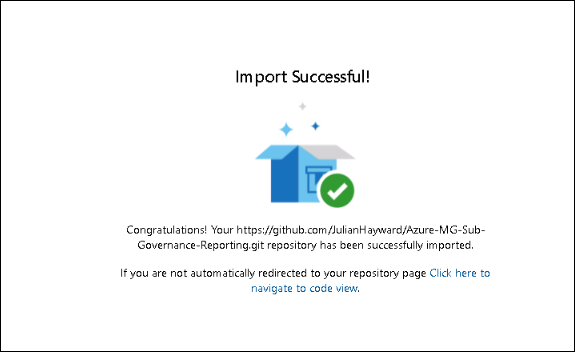 Import Successful!
Congratulations! Your https://github.com/JulianHayward/Azure-MG-Sub-
Governance-Reporting.git repository has been successfully imported.
If you are not automatically redirected to your repository page Click here to
navigate to code view.